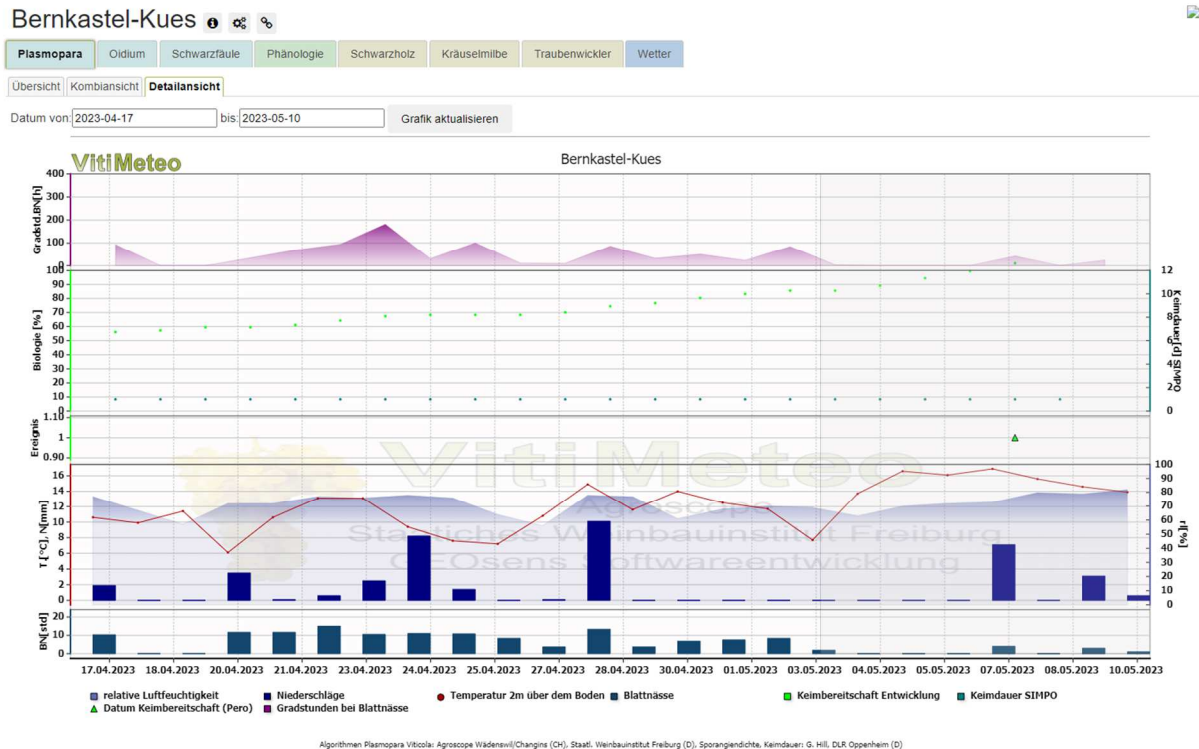 Bernkastel-Kues
Plasmopara Oidium Schwarzfäule Phänologie Schwarzholz Kräuselmilbe Traubenwickler Wetter
Übersicht Kombiansicht Detailansicht
Datum von: 2023-04-17 bis: 2023-05-10 Grafik aktualisieren
VitiMeteo
Bernkastel-Kues
Gradstd.BN[h]
400
300
200
100
0
Biologie [%]
100
90
80
70
60
50
40
30
20
10
0
Keimdauer[d] SIMPO
12
10
8
6
4
2
0
Ereignis
1.10
1
0.90
VitiMeteo
Agroscope
Staatliches Weinbauinstitut Freiburg
GEOsens Softwareentwicklung
T [°C], N[mm]
16
14
12
10
8
6
4
2
0
rl[%]
100
90
80
70
60
50
40
30
20
10
0
BN[std]
20
10
0
17.04.2023 18.04.2023 20.04.2023 21.04.2023 23.04.2023 24.04.2023 25.04.2023 27.04.2023 28.04.2023 30.04.2023 01.05.2023 03.05.2023 04.05.2023 05.05.2023 07.05.2023 08.05.2023 10.05.2023
relative Luftfeuchtigkeit Niederschläge Temperatur 2m über dem Boden Blattnässe Keimbereitschaft Entwicklung Keimdauer SIMPO
Datum Keimbereitschaft (Pero) Gradstunden bei Blattnässe
Algorithmen Plasmopara Viticola: Agroscope Wädenswil/Changins (CH), Staatl. Weinbauinstitut Freiburg (D), Sporangiendichte, Keimdauer: G. Hill, DLR Oppenheim (D)